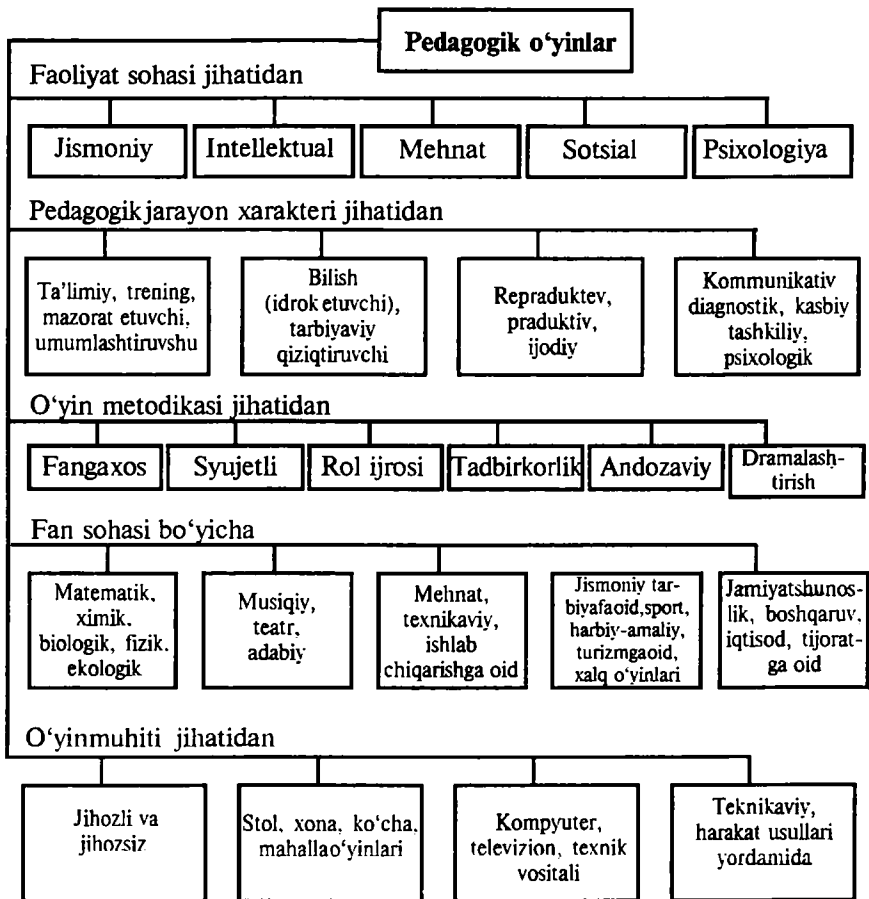 Pedagogik o‘yinlar
Faoliyat sohasi jihatidan
Jismoniy
Intellektual
Mehnat
Sotsial
Psixologiya
Pedagogik jarayon xarakteri jihatidan
Ta’limiy, trening,
mazorat etuvchi,
umumlashtiruvshu
Bilish
(idrok etuvchi),
tarbiyaviy
qiziqtiruvchi
Repraduktev,
praduktiv,
ijodiy
Kommunikativ
diagnostik, kasbiy
tashkiliy,
psixologik
O‘yin metodikasi jihatidan
Fangaxos
Syujetli
Rol ijrosi
Tadbirkorlik
Andozaviy
Dramalash-
tirish
Fan sohasi bo‘yicha
Matematik,
ximik,
biologik, fizik,
ekologik
Musiqiy,
teatr,
adabiy
Mehnat,
texnikaviy,
ishlab
chiqarishga oid
Jismoniy tar-
biyafaoid,sport,
harbiy-amaliy,
turizmgaoid,
xalq o‘yinlari
Jamiyatshunos-
lik, boshqaruv,
iqtisod, tijorat-
ga oid
O‘yinmuhiti jihatidan
Jihozli va
jihozsiz
Stol, xona, ko‘cha,
mahallao‘yinlari
Kompyuter,
televizion, texnik
vositali
Teknikaviy,
harakat usullari
yordamida